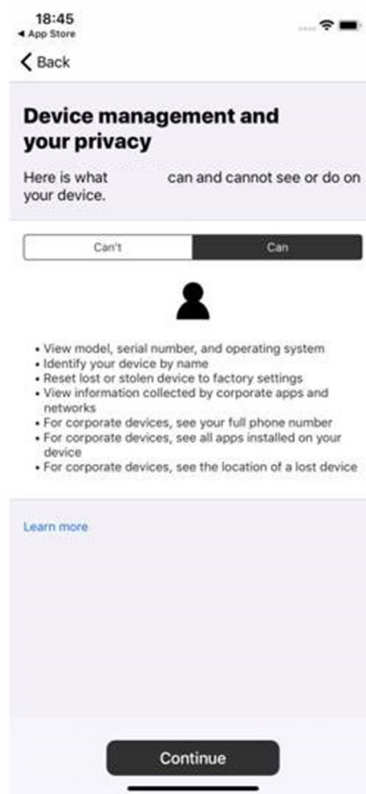 18:45
◀ App Store
Back
Device management and
your privacy
Here is what can and cannot see or do on
your device.
Can't
Can
• View model, serial number, and operating system
• Identify your device by name
• Reset lost or stolen device to factory settings
• View information collected by corporate apps and
networks
• For corporate devices, see your full phone number
• For corporate devices, see all apps installed on your
device
• For corporate devices, see the location of a lost device
Learn more
Continue